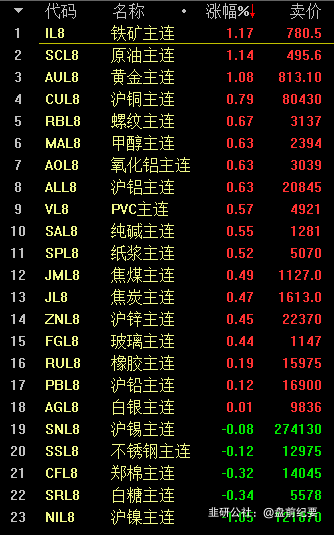 代码 名称 涨幅%↓ 卖价
1 IL8 铁矿主连 1.17 780.5
2 SCL8 原油主连 1.14 495.6
3 AUL8 黄金主连 1.08 813.10
4 CUL8 沪铜主连 0.79 80430
5 RBL8 螺纹主连 0.67 3137
6 MAL8 甲醇主连 0.63 2394
7 AOL8 氧化铝主连 0.63 3039
8 ALL8 沪铝主连 0.63 20845
9 VL8 PVC主连 0.57 4921
10 SAL8 纯碱主连 0.55 1281
11 SPL8 纸浆主连 0.52 5070
12 JML8 焦煤主连 0.49 1127.0
13 JL8 焦炭主连 0.47 1613.0
14 ZNL8 沪锌主连 0.45 22370
15 FGL8 玻璃主连 0.44 1147
16 RUL8 橡胶主连 0.19 15975
17 PBL8 沪铅主连 0.12 16900
18 AGL8 白银主连 0.01 9836
19 SNL8 沪锡主连 -0.08 274130
20 SSL8 不锈钢主连 -0.12 12975
21 CFL8 郑棉主连 -0.32 14045
22 SRL8 白糖主连 -0.34 5578
23 NIL8 沪镍主连
韭研公社：@盘前纪要